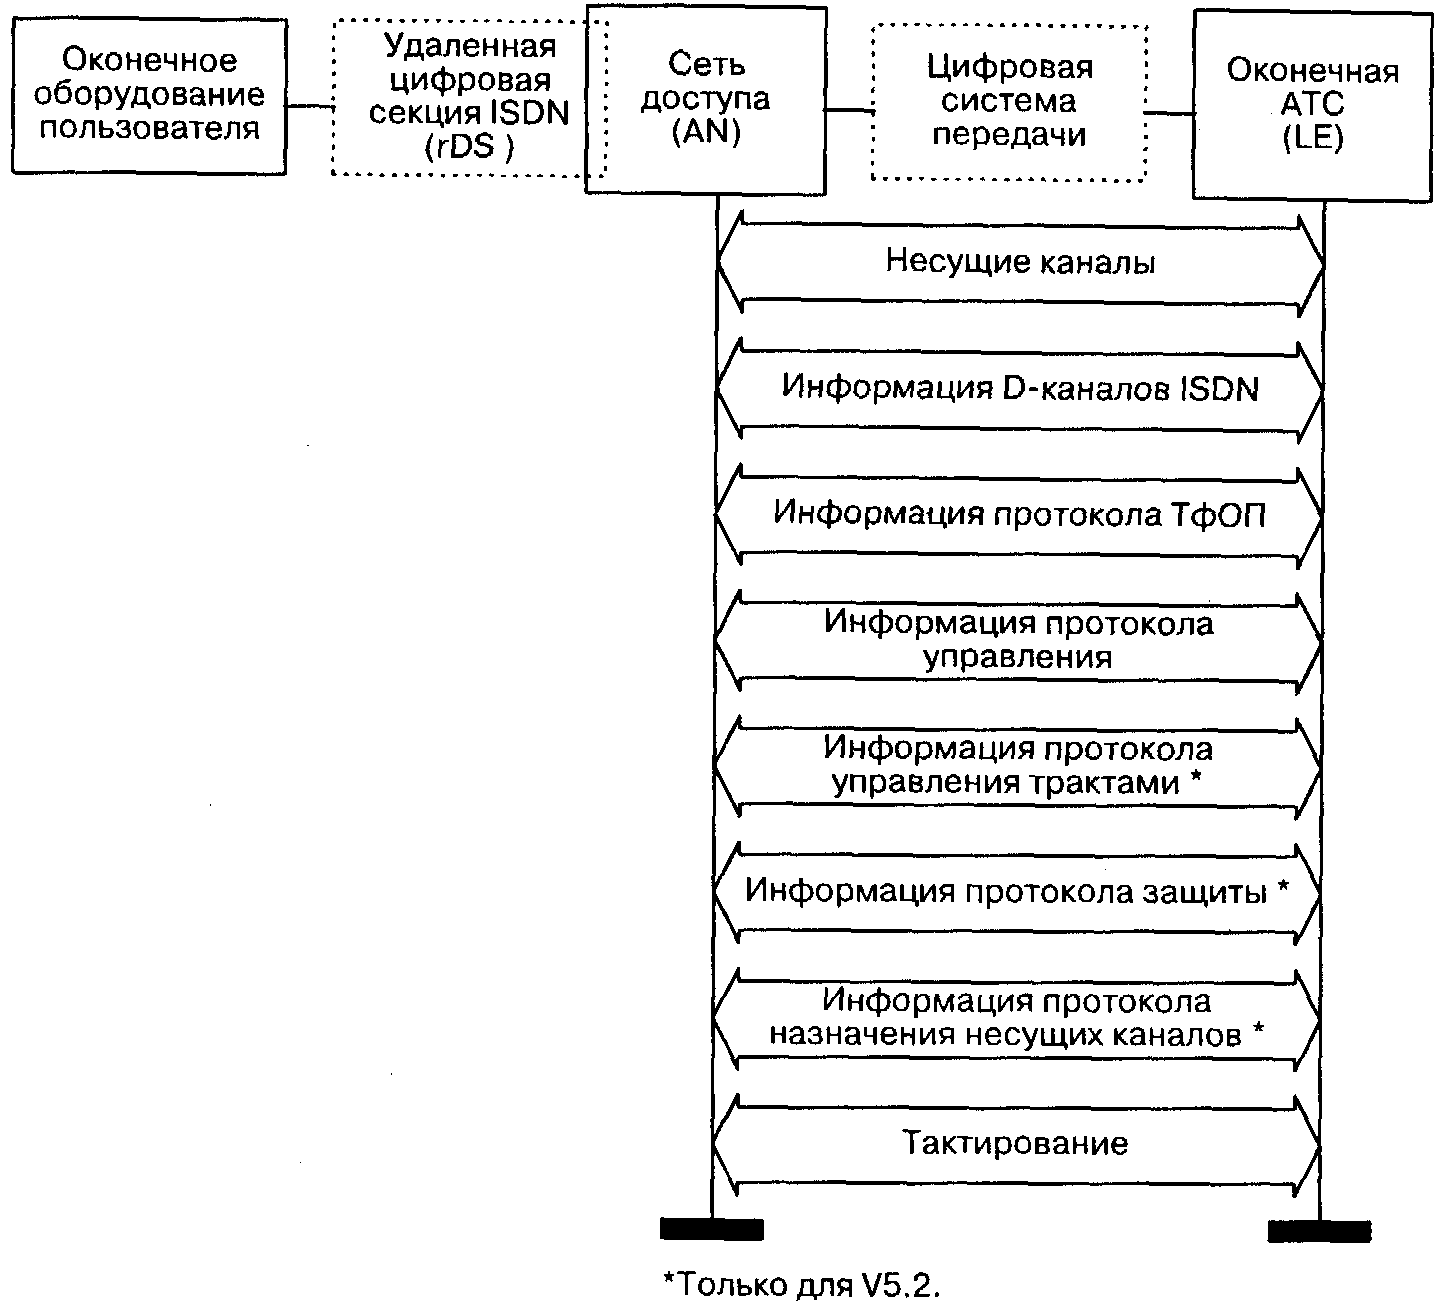 Оконечное
оборудование
пользователя
Удаленная
цифровая
секция ISDN
(rDS )
Сеть
доступа
(AN)
Цифровая
система
передачи
Оконечная
АТС
(LE)
Несущие каналы
Информация D-каналов ISDN
Информация протокола ТфОП
Информация протокола
управления
Информация протокола
управления трактами *
Информация протокола защиты *
Информация протокола
назначения несущих каналов *
Тактирование
*Только для V5.2.